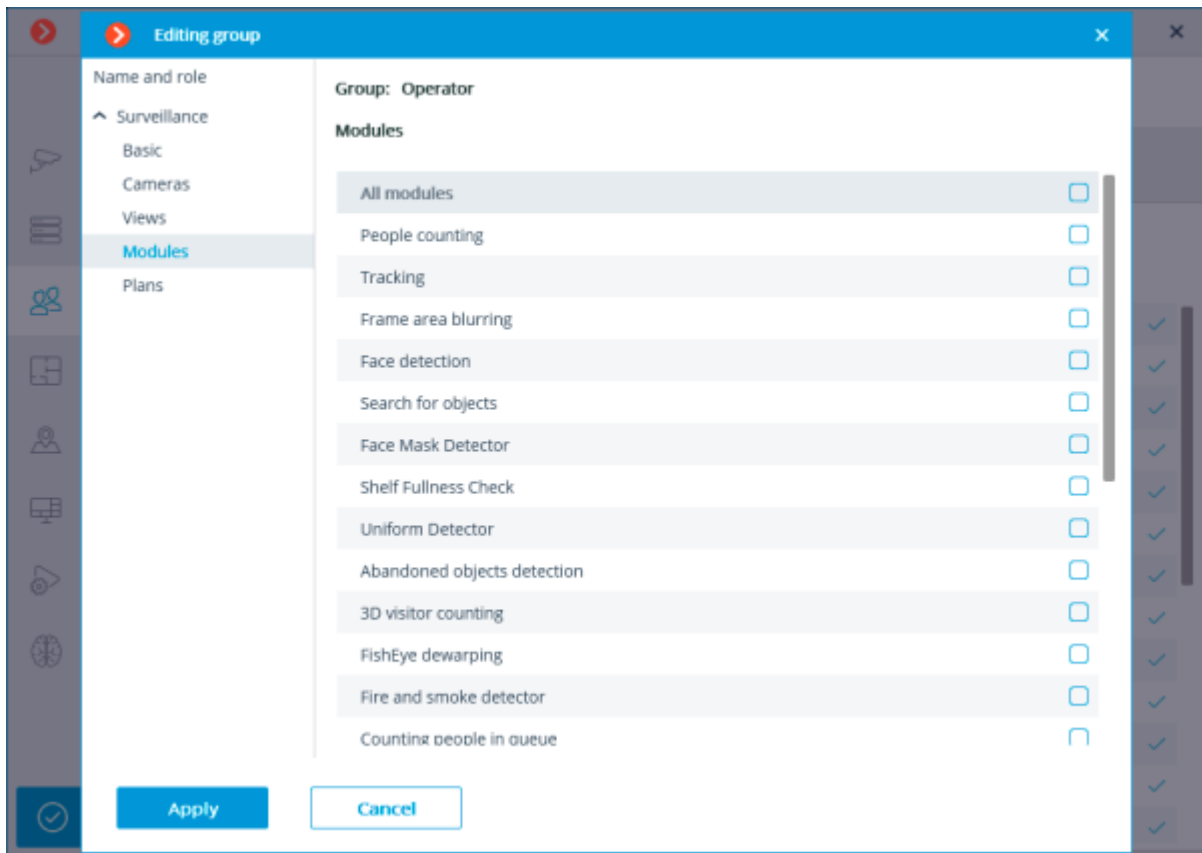 Editing group
Name and role
Surveillance
Basic
Cameras
Views
Modules
Plans
Group: Operator
Modules
All modules
People counting
Tracking
Frame area blurring
Face detection
Search for objects
Face Mask Detector
Shelf Fullness Check
Uniform Detector
Abandoned objects detection
3D visitor counting
FishEye dewarping
Fire and smoke detector
Counting people in queue
Apply
Cancel